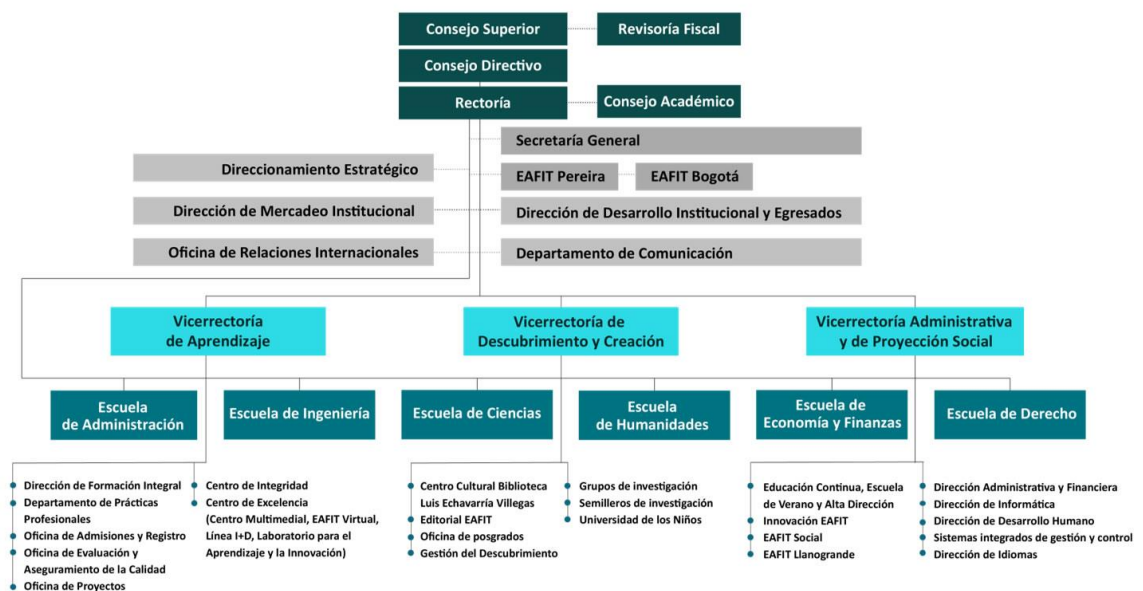 Consejo Superior
Revisoría Fiscal
Consejo Directivo
Rectoría
Consejo Académico
Secretaría General
Direccionamiento Estratégico
EAFIT Pereira
EAFIT Bogotá
Dirección de Mercadeo Institucional
Dirección de Desarrollo Institucional y Egresados
Oficina de Relaciones Internacionales
Departamento de Comunicación
Vicerrectoría
de Aprendizaje
Vicerrectoría de
Descubrimiento y Creación
Vicerrectoría Administrativa
y de Proyección Social
Escuela
de Administración
Escuela de Ingeniería
Escuela de Ciencias
Escuela
de Humanidades
Escuela de
Economía y Finanzas
Escuela de Derecho
Dirección de Formación Integral
Departamento de Prácticas
Profesionales
Oficina de Admisiones y Registro
Oficina de Evaluación y
Aseguramiento de la Calidad
Oficina de Proyectos
Centro de Integridad
Centro de Excelencia
(Centro Multimedial, EAFIT Virtual,
Línea I+D, Laboratorio para el
Aprendizaje y la Innovación)
Centro Cultural Biblioteca
Luis Echavarría Villegas
Editorial EAFIT
Oficina de posgrados
Gestión del Descubrimiento
Grupos de investigación
Semilleros de investigación
Universidad de los Niños
Educación Continua, Escuela
de Verano y Alta Dirección
Innovación EAFIT
EAFIT Social
EAFIT Llanogrande
Dirección Administrativa y Financiera
Dirección de Informática
Dirección de Desarrollo Humano
Sistemas integrados de gestión y control
Dirección de Idiomas